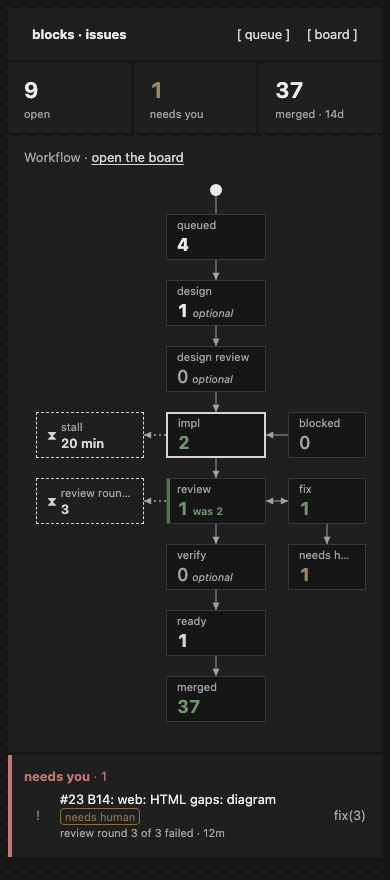 blocks · issues [ queue ] [ board ]
9 1 37
open needs you merged · 14d
Workflow · open the board
queued
4
design
1 optional
design review
0 optional
stall impl blocked
20 min 2 0
review roun... review fix
3 1 was 2 1
verify needs h...
0 optional 1
ready
1
merged
37
needs you · 1
#23 B14: web: HTML gaps: diagram
! needs human fix(3)
review round 3 of 3 failed · 12m